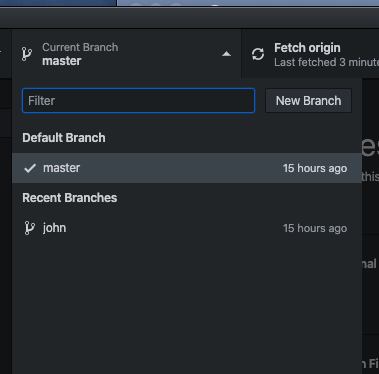 Current Branch
master
Fetch origin
Last fetched 3 minute
Filter
New Branch
Default Branch
master
15 hours ago
Recent Branches
john
15 hours ago